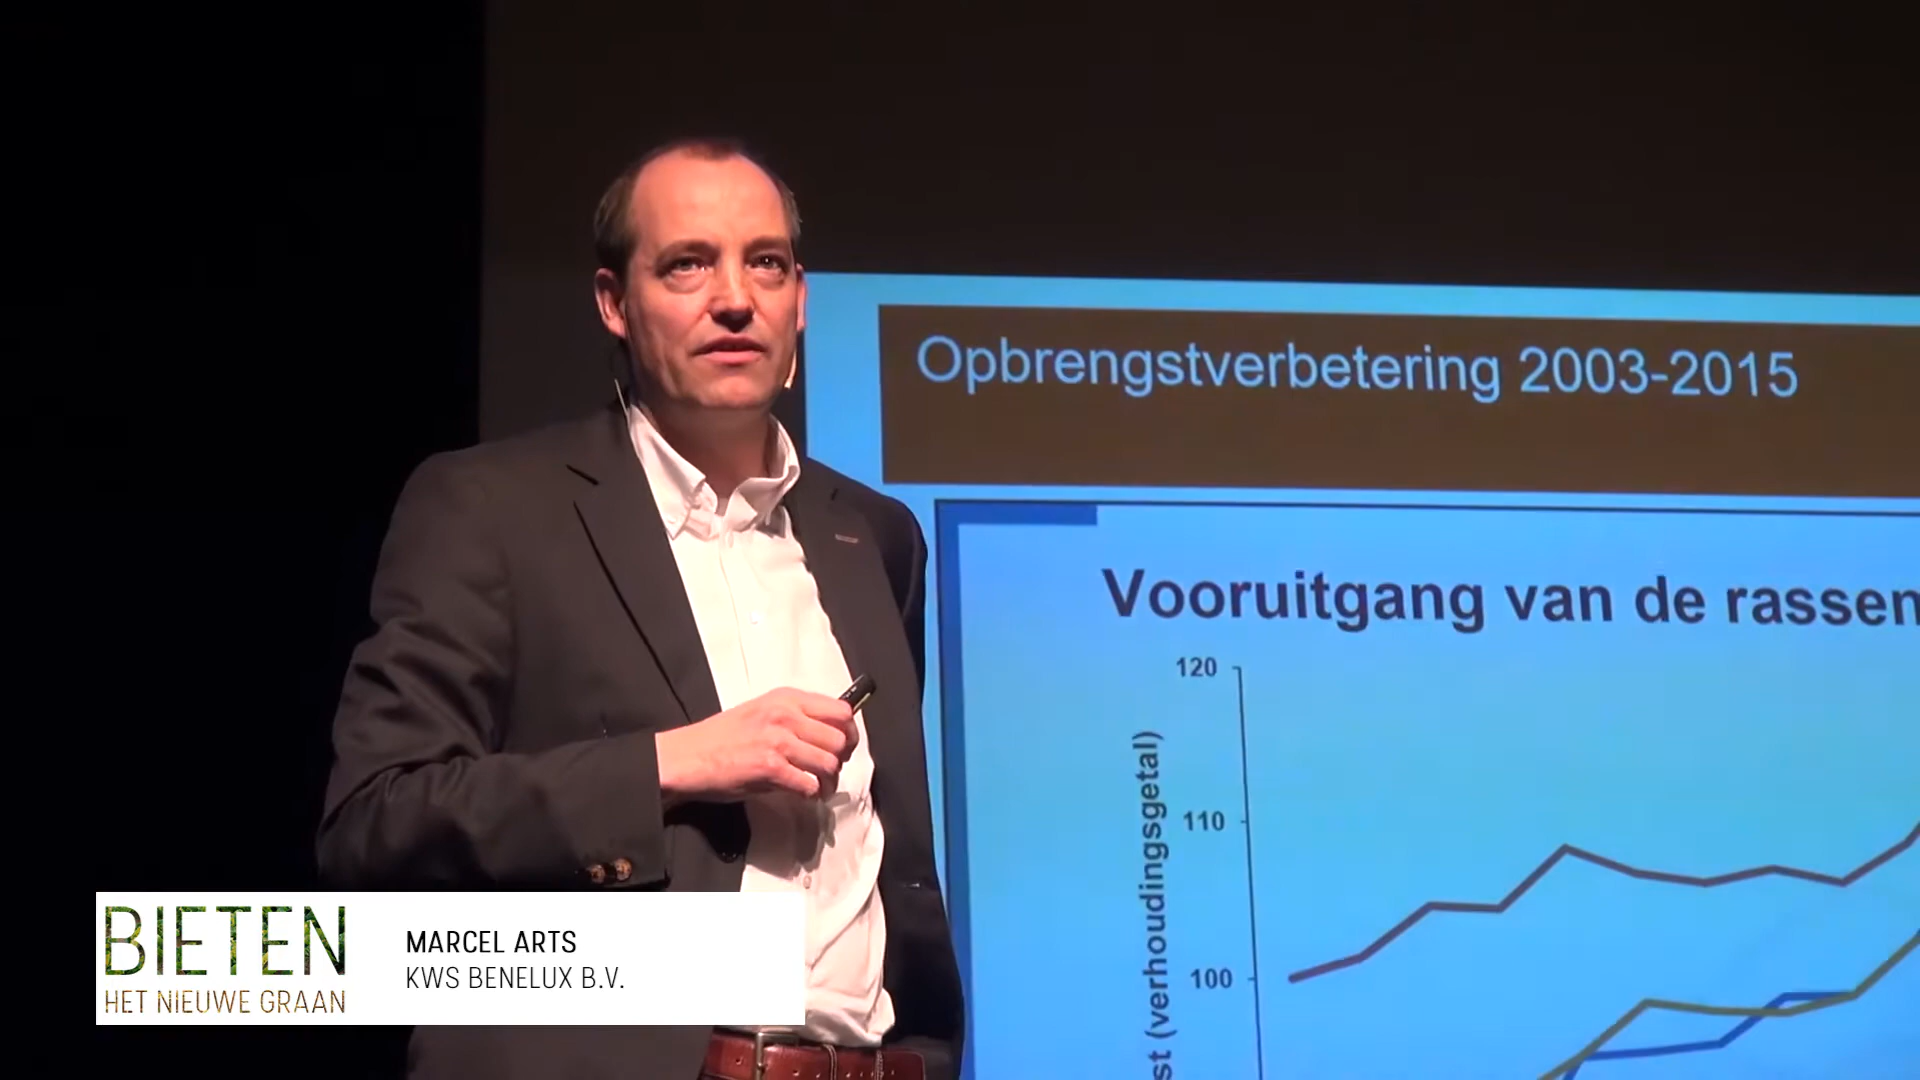 Opbrengstverbetering 2003-2015
Vooruitgang van de rassen
120
110
100
st (verhoudingsgetal)
BIETEN
HET NIEUWE GRAAN
MARCEL ARTS
KWS BENELUX B.V.